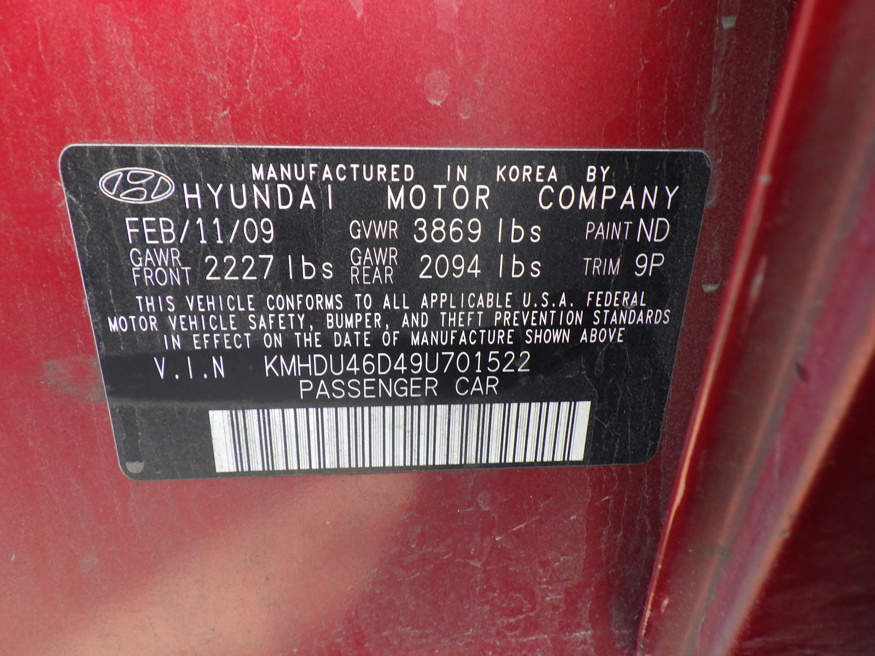 MANUFACTURED IN KOREA BY
HYUNDAI MOTOR COMPANY
FEB/11/09 GVWR 3869 lbs PAINT ND
GAWR FRONT 2227 lbs GAWR REAR 2094 lbs TRIM 9P
THIS VEHICLE CONFORMS TO ALL APPLICABLE U.S.A. FEDERAL
MOTOR VEHICLE SAFETY, BUMPER, AND THEFT PREVENTION STANDARDS
IN EFFECT ON THE DATE OF MANUFACTURE SHOWN ABOVE
V.I.N KMHDU46D49U701522
PASSENGER CAR